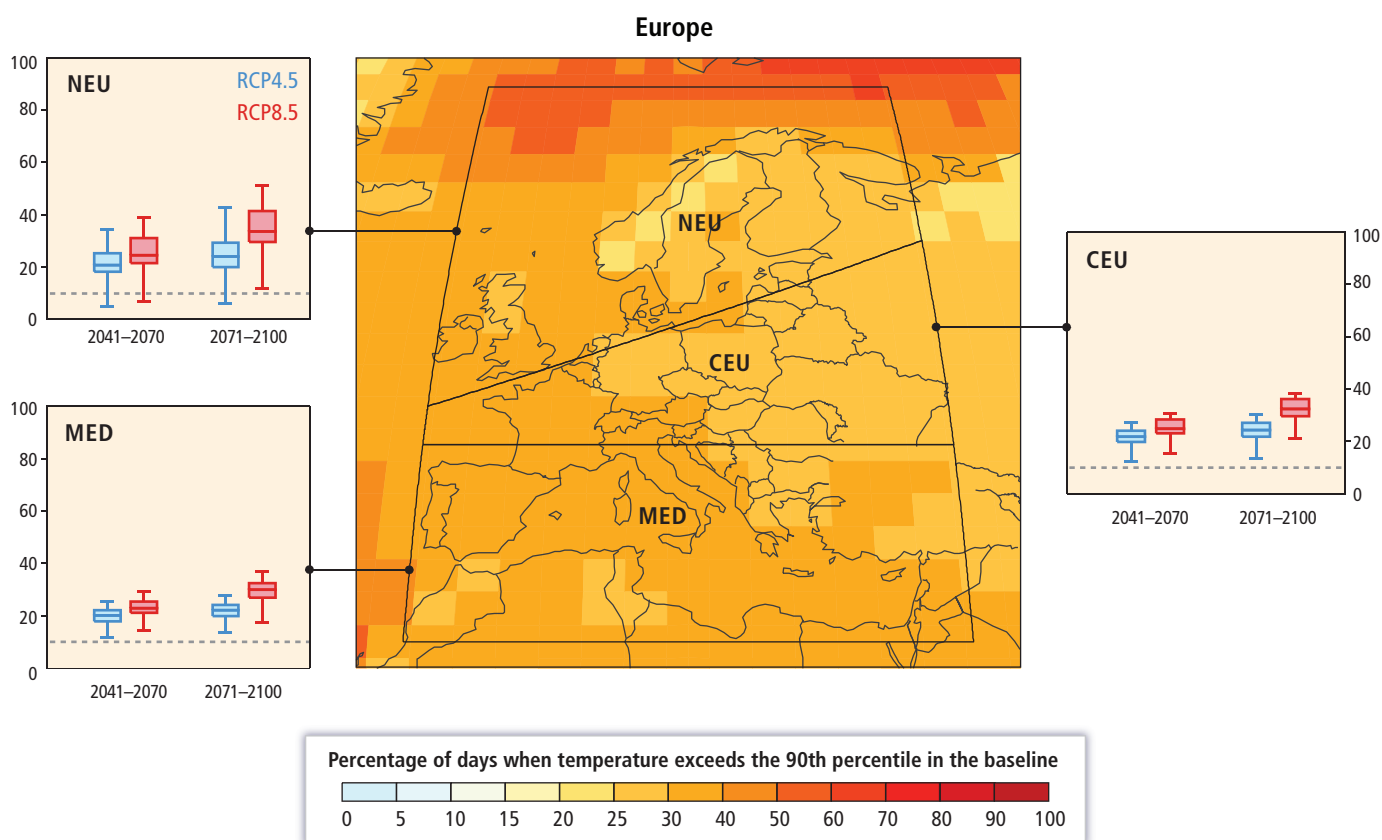 Europe
NEU
RCP4.5
RCP8.5
100
80
60
40
20
0
2041–2070 2071–2100
MED
100
80
60
40
20
0
2041–2070 2071–2100
NEU
CEU
MED
CEU
100
80
60
40
20
0
2041–2070 2071–2100
Percentage of days when temperature exceeds the 90th percentile in the baseline
0 5 10 15 20 25 30 40 50 60 70 80 90 100